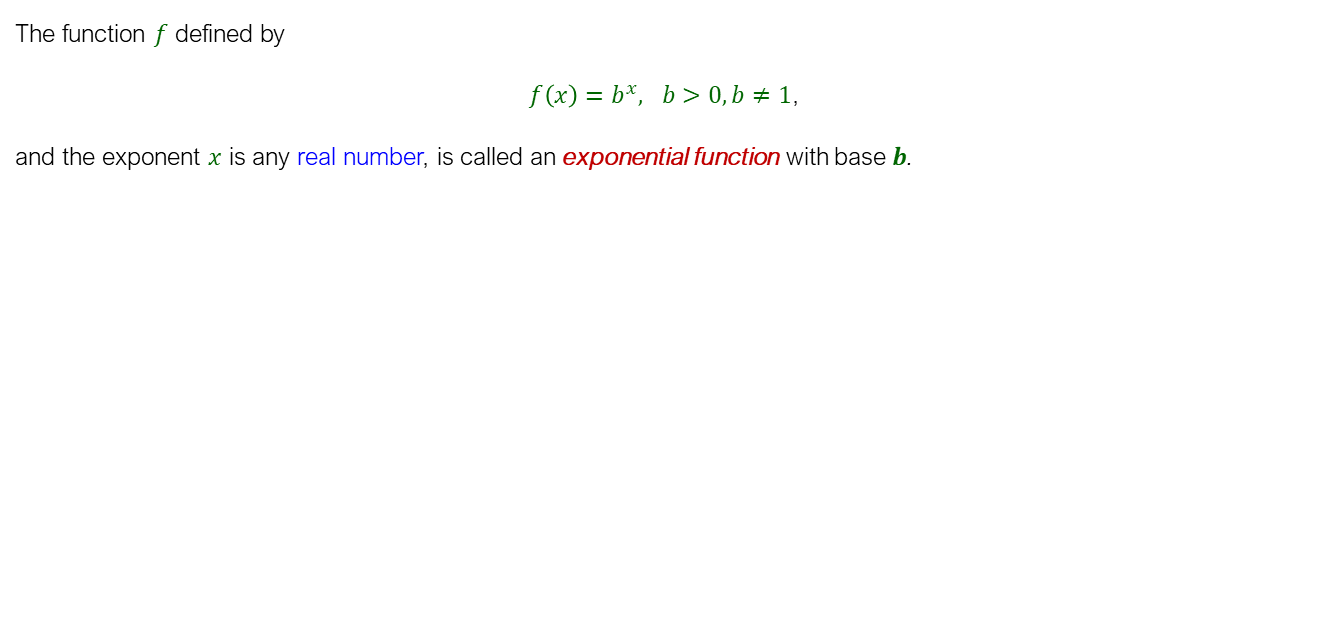 The function f defined by
f(x) = bˣ, b > 0, b ≠ 1,
and the exponent x is any real number, is called an exponential function with base b.